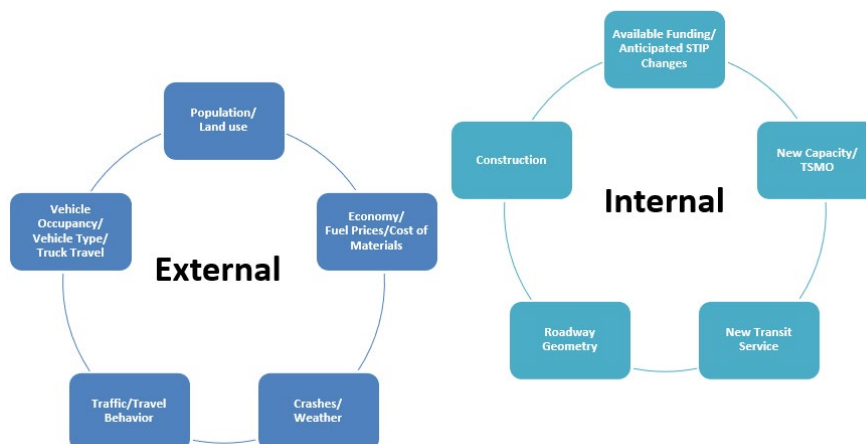 Population/
Land use
Economy/
Fuel Prices/Cost of
Materials
Crashes/
Weather
Traffic/Travel
Behavior
Vehicle
Occupancy/
Vehicle Type/
Truck Travel
External
Available Funding/
Anticipated STIP
Changes
New Capacity/
TSMO
New Transit
Service
Roadway
Geometry
Construction
Internal